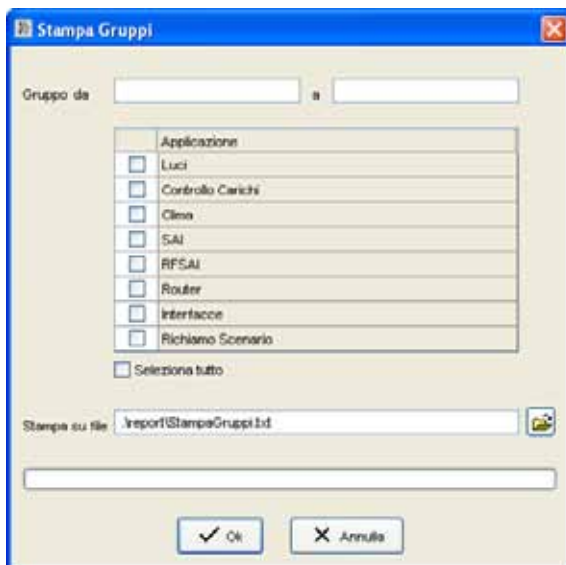 Stampa Gruppi
Gruppo da a
Applicazione
Luci
Controllo Carichi
Clima
SAI
RFSAI
Router
Interfacce
Richiamo Scenario
Seleziona tutto
Stampa su file .\report\StampaGruppi.txt
Ok Annulla